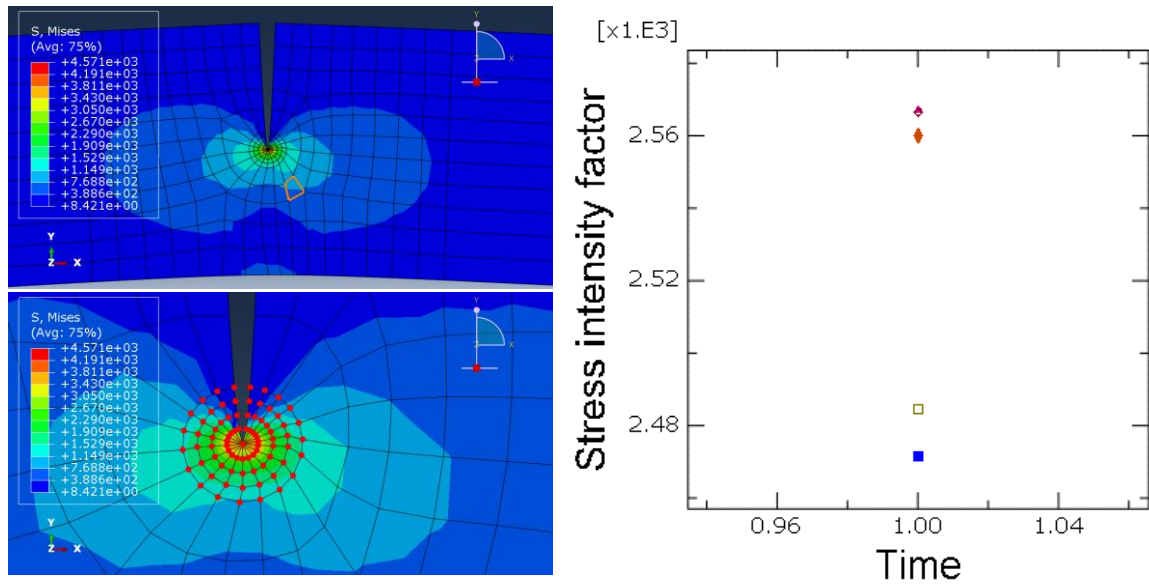 S, Mises
(Avg: 75%)
+4.571e+03
+4.191e+03
+3.811e+03
+3.430e+03
+3.050e+03
+2.670e+03
+2.290e+03
+1.909e+03
+1.529e+03
+1.149e+03
+7.688e+02
+3.886e+02
+8.421e+00
Y
X
Z
Y
Z X
S, Mises
(Avg: 75%)
+4.571e+03
+4.191e+03
+3.811e+03
+3.430e+03
+3.050e+03
+2.670e+03
+2.290e+03
+1.909e+03
+1.529e+03
+1.149e+03
+7.688e+02
+3.886e+02
+8.421e+00
Y
X
Z
Y
Z X
[x1.E3]
Stress intensity factor
2.56
2.52
2.48
0.96 1.00 1.04
Time